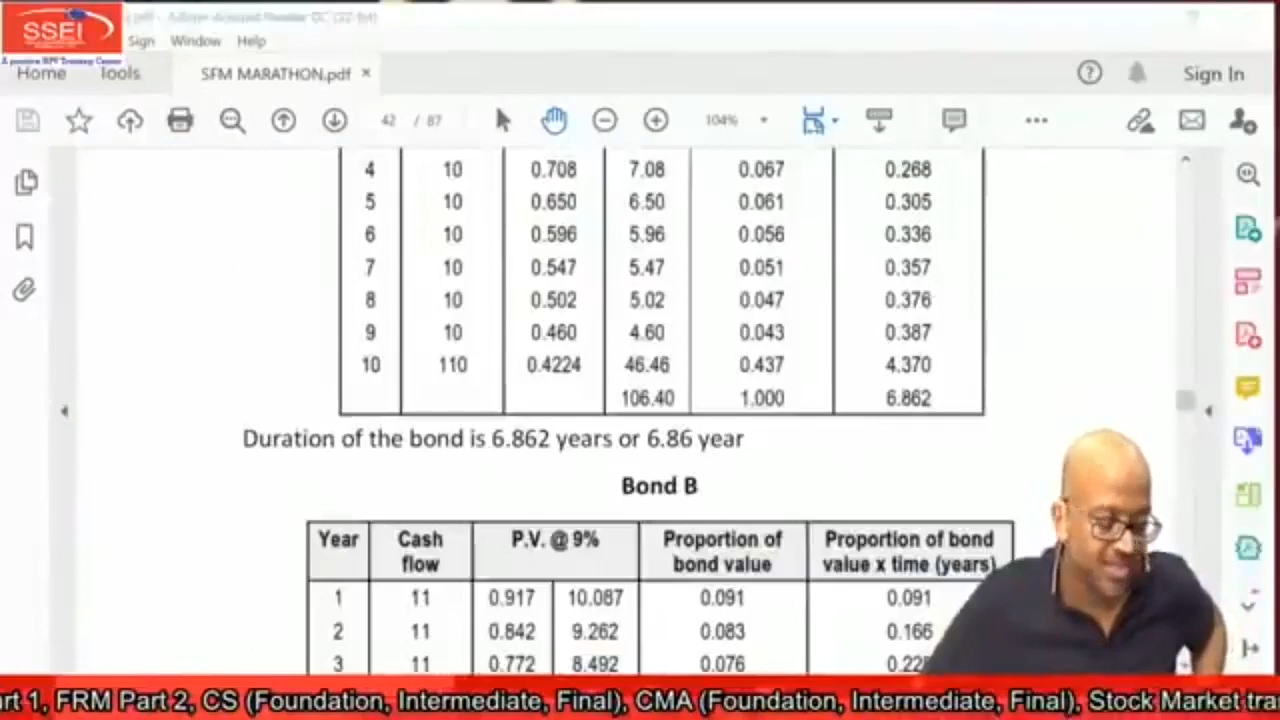 SSEI
Sign Window Help
Home Tools SFM MARATHON.pdf × Sign In
42 / 87 104%
4 10 0.708 7.08 0.067 0.268
5 10 0.650 6.50 0.061 0.305
6 10 0.596 5.96 0.056 0.336
7 10 0.547 5.47 0.051 0.357
8 10 0.502 5.02 0.047 0.376
9 10 0.460 4.60 0.043 0.387
10 110 0.4224 46.46 0.437 4.370
106.40 1.000 6.862
Duration of the bond is 6.862 years or 6.86 year
Bond B
Year Cash flow P.V. @ 9% Proportion of bond value Proportion of bond value x time (years)
1 11 0.917 10.087 0.091 0.091
2 11 0.842 9.262 0.083 0.166
3 11 0.772 8.492 0.076
Part 1, FRM Part 2, CS (Foundation, Intermediate, Final), CMA (Foundation, Intermediate, Final), Stock Market